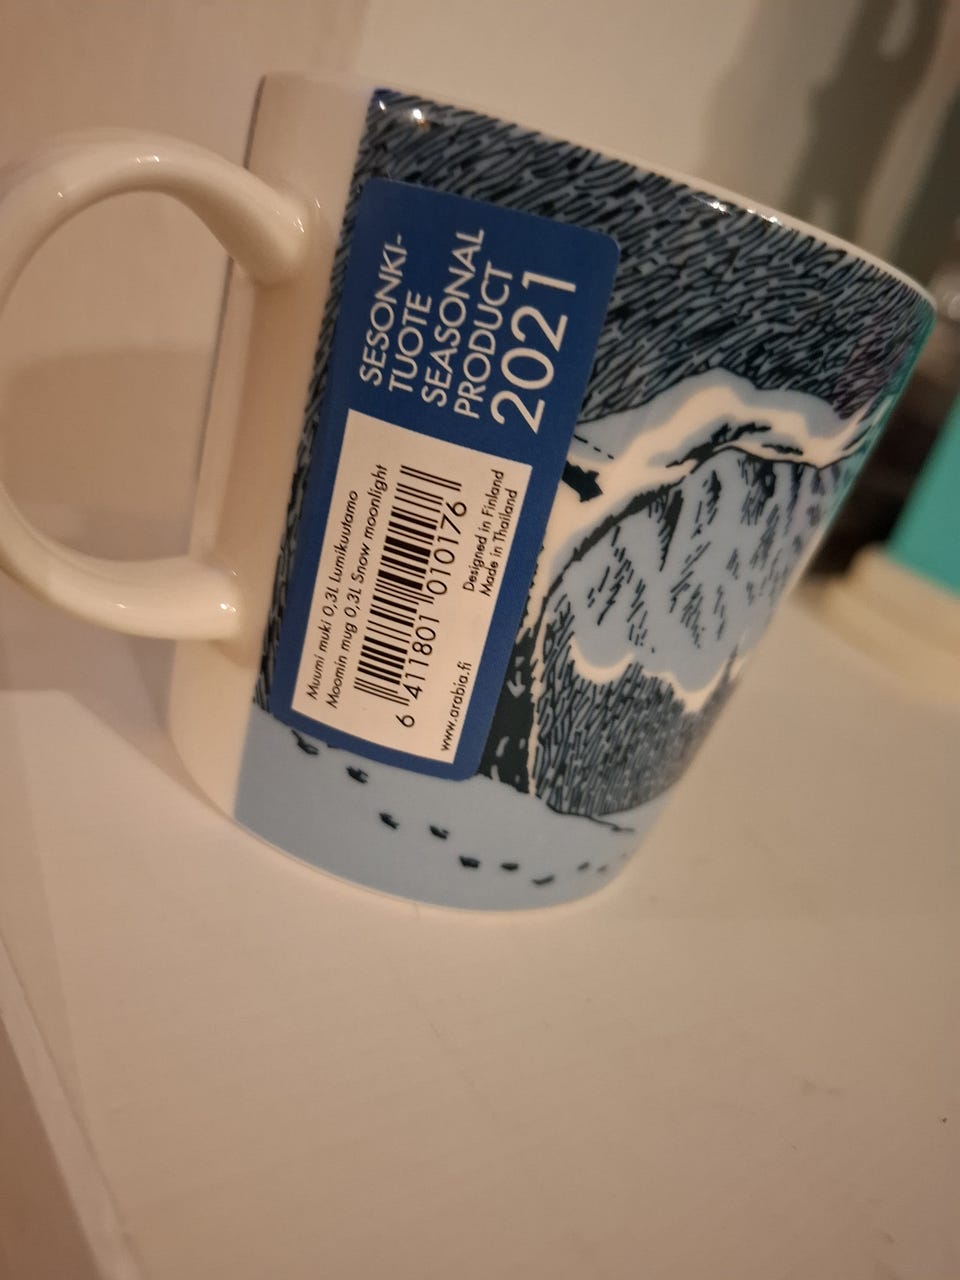 SESONKI-
TUOTE
SEASONAL
PRODUCT
2021
Muumi muki 0,3L Lumikuutamo
Moomin mug 0,3L Snow moonlight
6 411801 010176
Designed in Finland
Made in Thailand
www.arabia.fi